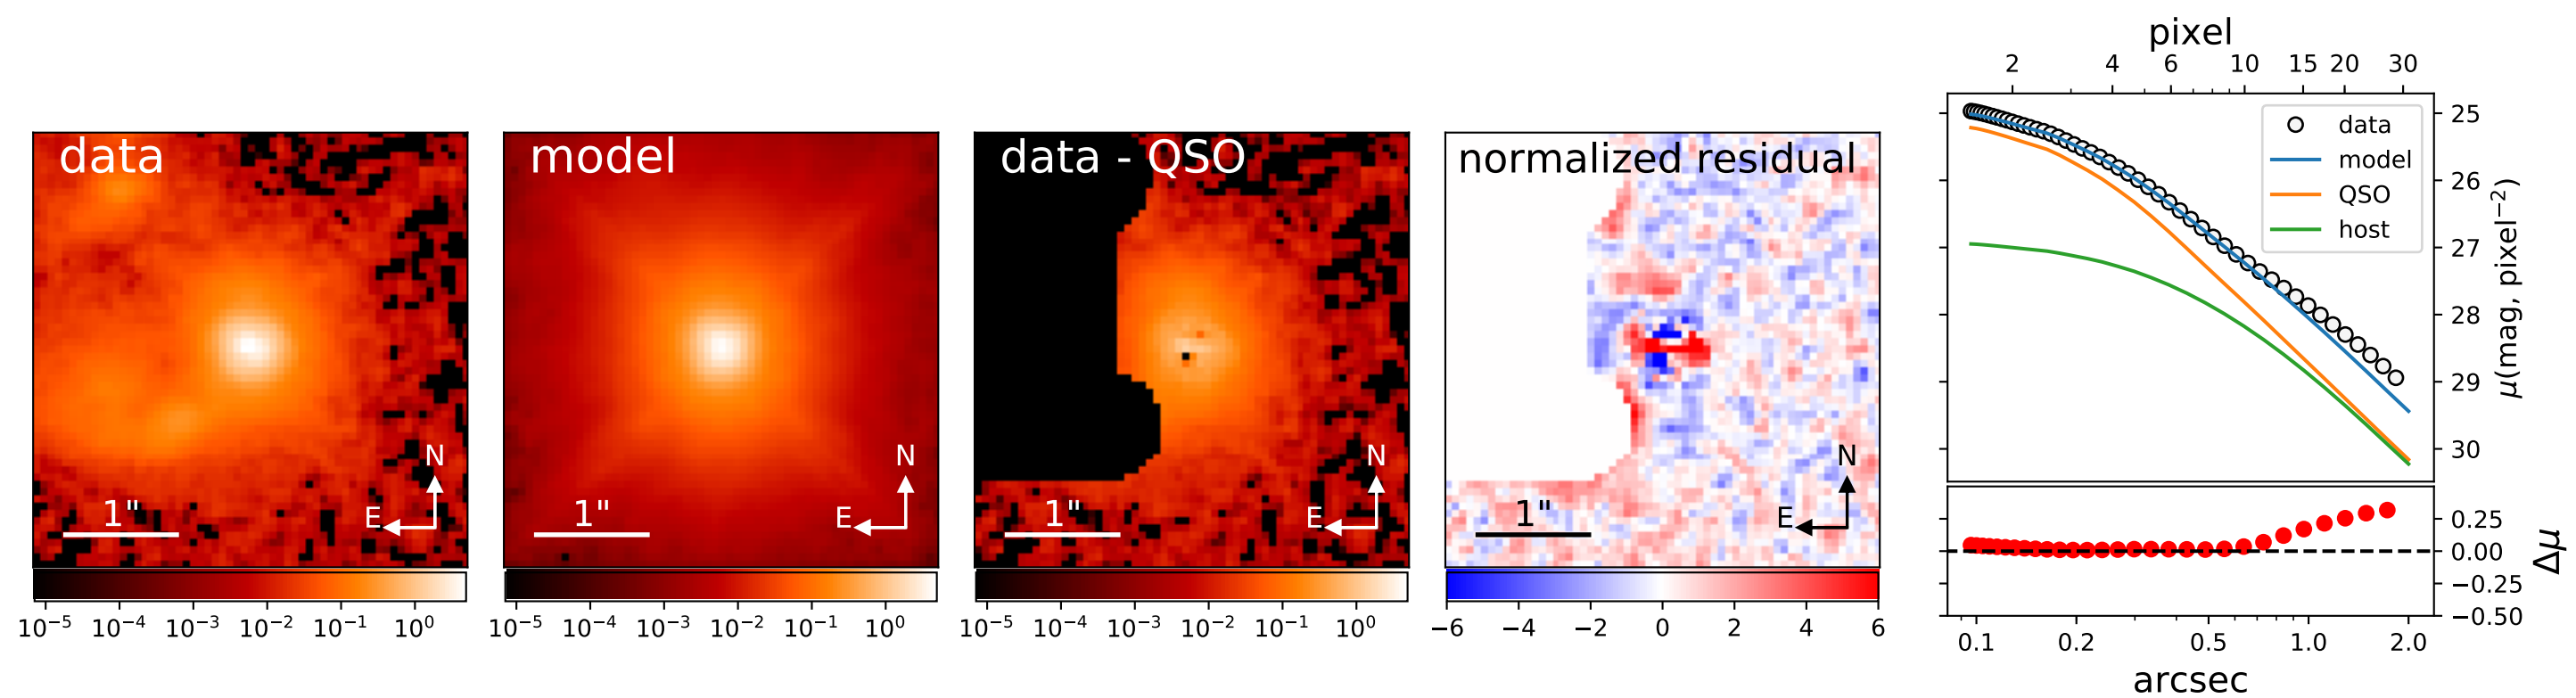 data
N
E
1"
10⁻⁵ 10⁻⁴ 10⁻³ 10⁻² 10⁻¹ 10⁰
model
N
E
1"
10⁻⁵ 10⁻⁴ 10⁻³ 10⁻² 10⁻¹ 10⁰
data - QSO
N
E
1"
10⁻⁵ 10⁻⁴ 10⁻³ 10⁻² 10⁻¹ 10⁰
normalized residual
N
E
1"
−6 −4 −2 0 2 4 6
pixel
2 4 6 10 15 20 30
data
model
QSO
host
25
26
27
28
29
30
μ(mag, pixel⁻²)
0.25
0.00
−0.25
−0.50
Δμ
0.1 0.2 0.5 1.0 2.0
arcsec